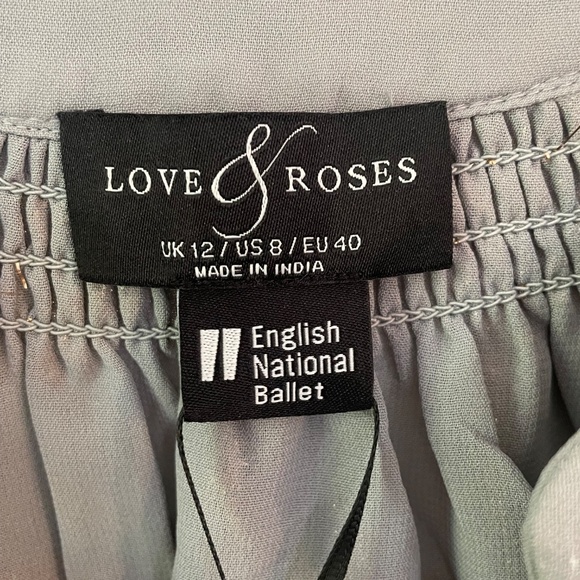 LOVE & ROSES
UK 12 / US 8 / EU 40
MADE IN INDIA
English
National
Ballet